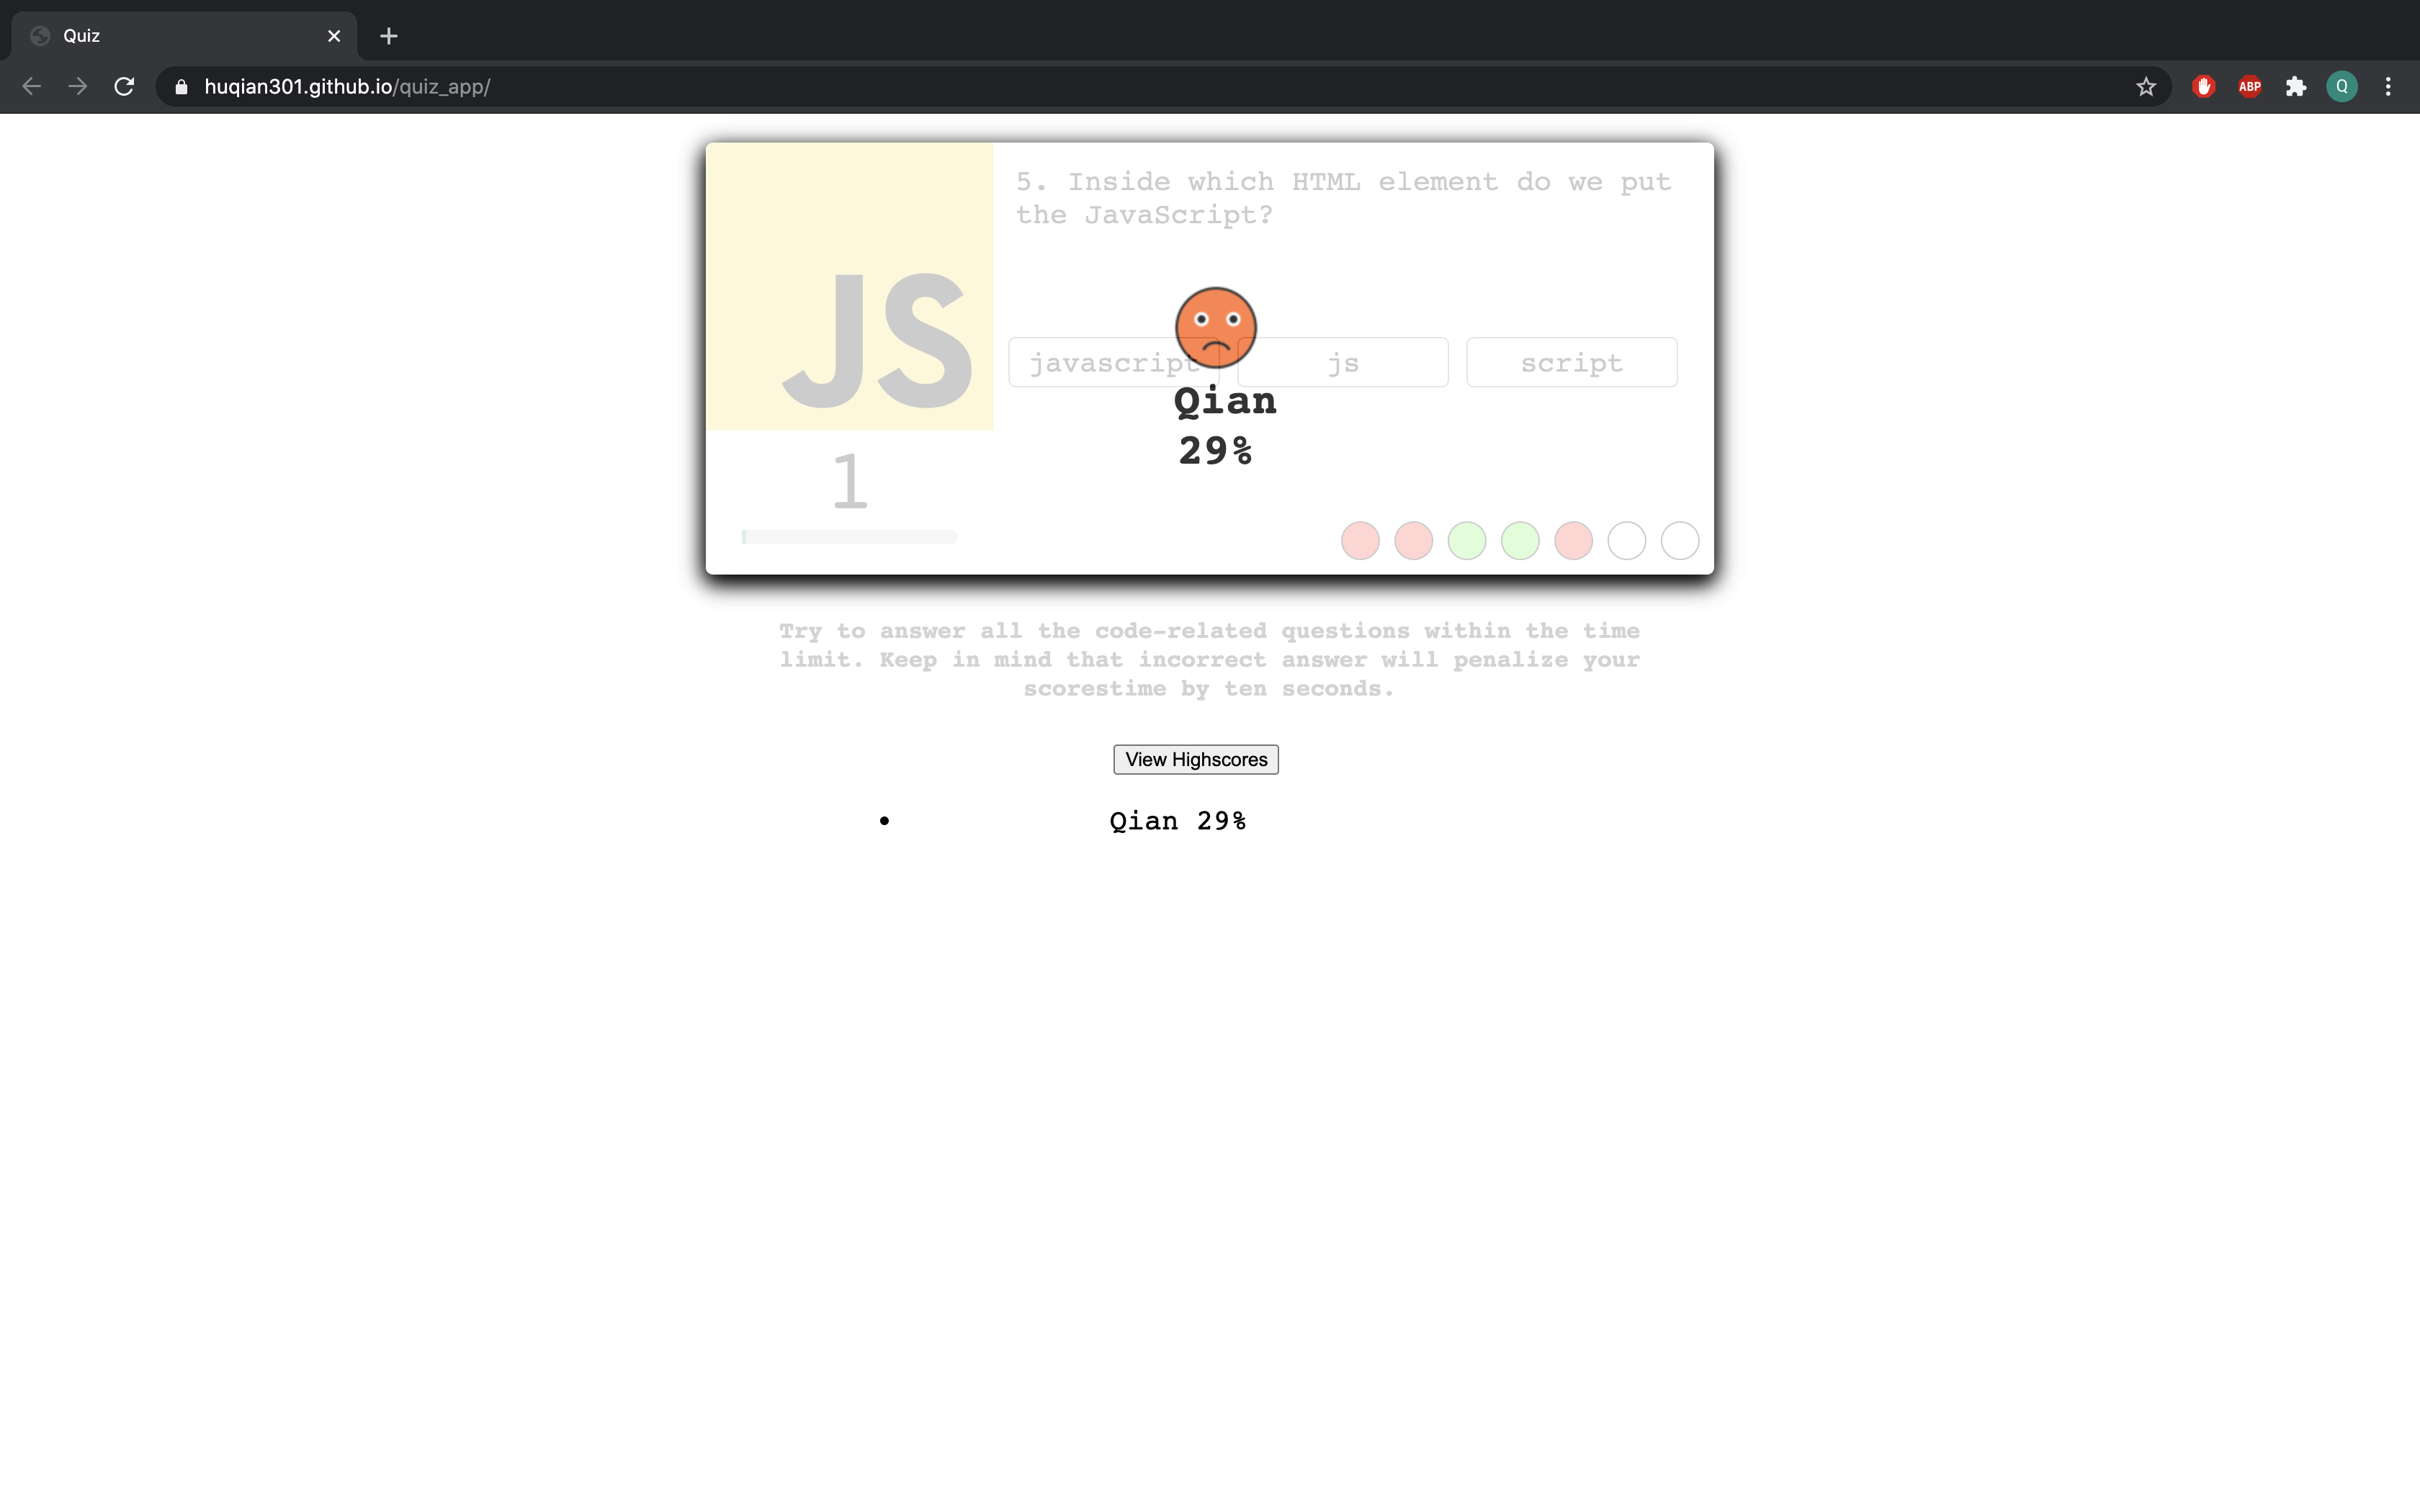 Quiz
huqian301.github.io/quiz_app/
ABP
Q
5. Inside which HTML element do we put
the JavaScript?
JS
javascript
js
script
Qian
29%
1
Try to answer all the code-related questions within the time
limit. Keep in mind that incorrect answer will penalize your
scorestime by ten seconds.
View Highscores
• Qian 29%